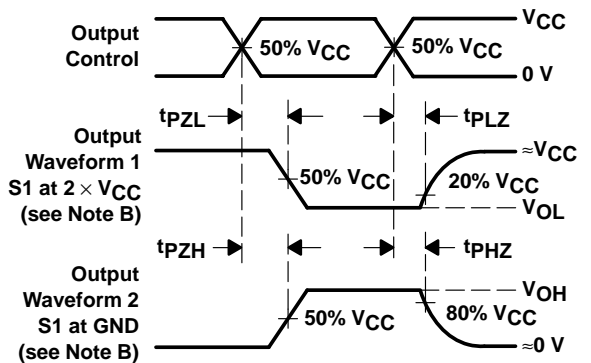 Output
Control
50% VCC
50% VCC
VCC
0 V
tPZL
tPLZ
Output
Waveform 1
S1 at 2 × VCC
(see Note B)
50% VCC
20% VCC
≈VCC
VOL
tPZH
tPHZ
Output
Waveform 2
S1 at GND
(see Note B)
50% VCC
80% VCC
VOH
≈0 V